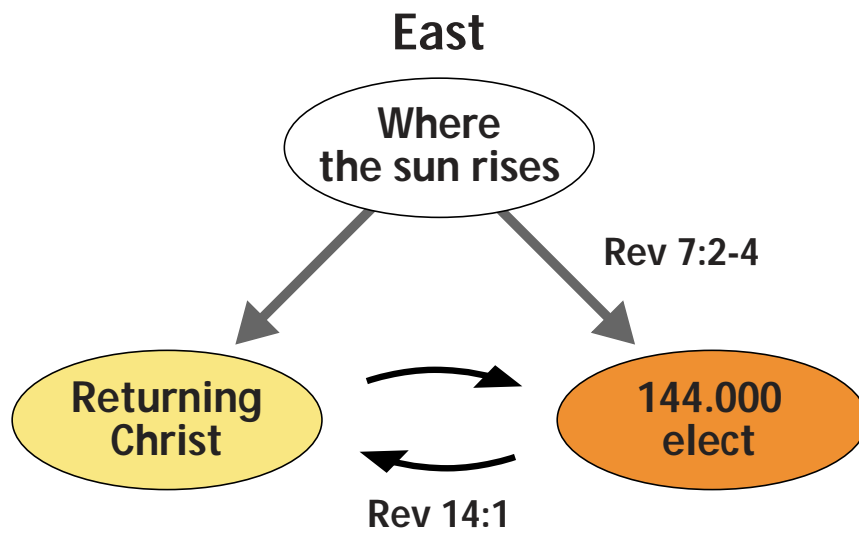 East
Where
the sun rises
Rev 7:2-4
Returning
Christ
144.000
elect
Rev 14:1